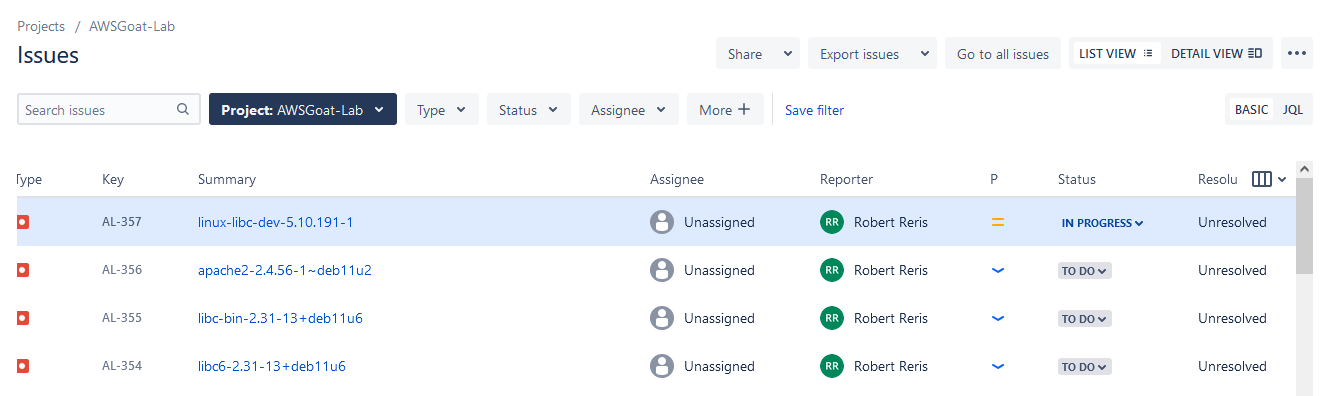 Projects / AWSGoat-Lab
Issues
Share Export issues Go to all issues LIST VIEW DETAIL VIEW
Search issues Project: AWSGoat-Lab Type Status Assignee More Save filter BASIC JQL
Type Key Summary Assignee Reporter P Status Resolu
AL-357 linux-libc-dev-5.10.191-1 Unassigned RR Robert Reris IN PROGRESS Unresolved
AL-356 apache2-2.4.56-1~deb11u2 Unassigned RR Robert Reris TO DO Unresolved
AL-355 libc-bin-2.31-13+deb11u6 Unassigned RR Robert Reris TO DO Unresolved
AL-354 libc6-2.31-13+deb11u6 Unassigned RR Robert Reris TO DO Unresolved